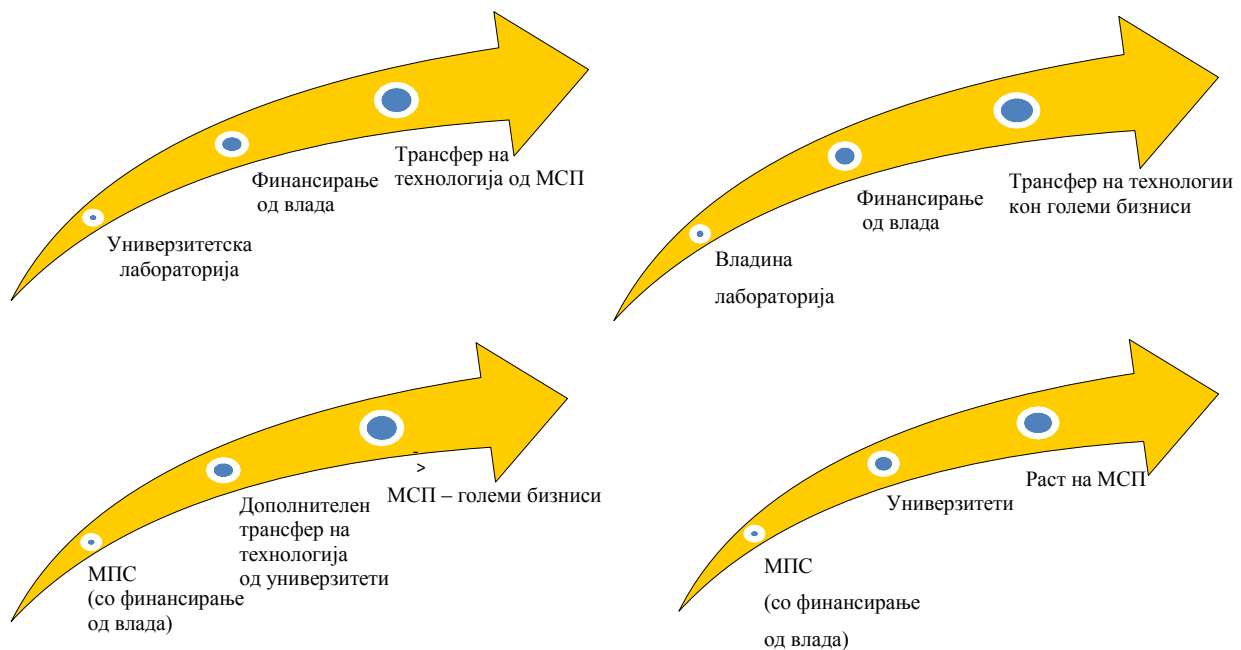 Трансфер на
технологија од МСП
Финансирање
од влада
Универзитетска
лабораторија
Трансфер на технологии
кон големи бизниси
Финансирање
од влада
Владина
лабораторија
-
>
МСП – големи бизниси
Дополнителен
трансфер на
технологија
од универзитети
МПС
(со финансирање
од влада)
Раст на МСП
Универзитети
МПС
(со финансирање
од влада)